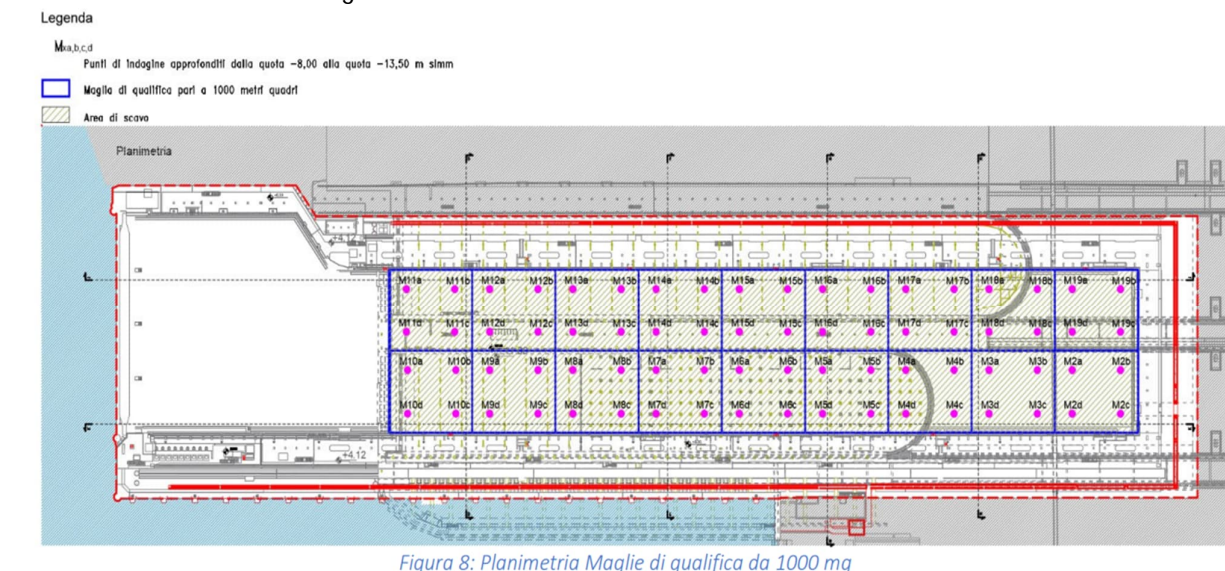 Legenda
Mxa,b,c,d
Punti di indagine approfonditi dalla quota -8,00 alla quota -13,50 m slmm
Maglia di qualifica pari a 1000 metri quadri
Area di scavo
Planimetria
+4.12
M11a M11b M12a M12b M13a M13b M14a M14b M15a M15b M16a M16b M17a M17b M18a M18b M19a M19b
M11d M11c M12d M12c M13d M13c M14d M14c M15d M15c M16d M16c M17d M17c M18d M18c M19d M19c
M10a M10b M9a M9b M8a M8b M7a M7b M6a M6b M5a M5b M4a M4b M3a M3b M2a M2b
M10d M10c M9d M9c M8d M8c M7d M7c M6d M6c M5d M5c M4d M4c M3d M3c M2d M2c
+4.12
Figura 8: Planimetria Maglie di qualifica da 1000 mq